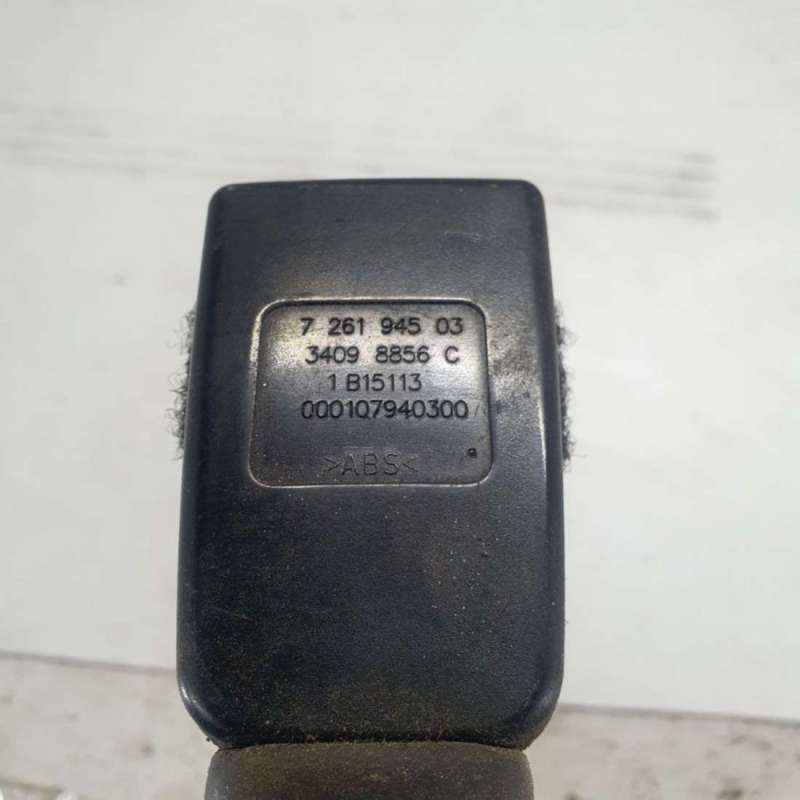 7 261 945 03
3409 8856 C
1 B15113
000107940300
>ABS<